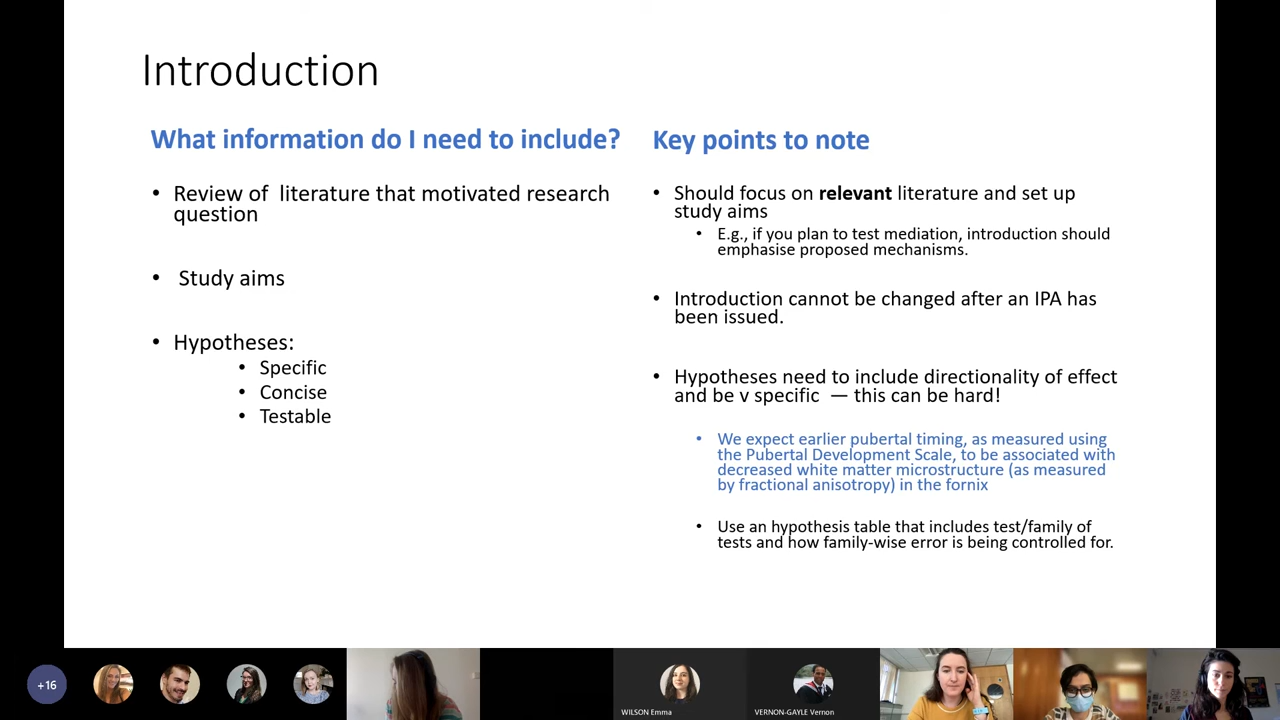 Introduction
What information do I need to include?
• Review of  literature that motivated research
question
• Study aims
• Hypotheses:
• Specific
• Concise
• Testable
Key points to note
• Should focus on relevant literature and set up
study aims
• E.g., if you plan to test mediation, introduction should
emphasise proposed mechanisms.
• Introduction cannot be changed after an IPA has
been issued.
• Hypotheses need to include directionality of effect
and be v specific — this can be hard!
• We expect earlier pubertal timing, as measured using
the Pubertal Development Scale, to be associated with
decreased white matter microstructure (as measured
by fractional anisotropy) in the fornix
• Use an hypothesis table that includes test/family of
tests and how family-wise error is being controlled for.
+16
WILSON Emma
VERNON-GAYLE Vernon